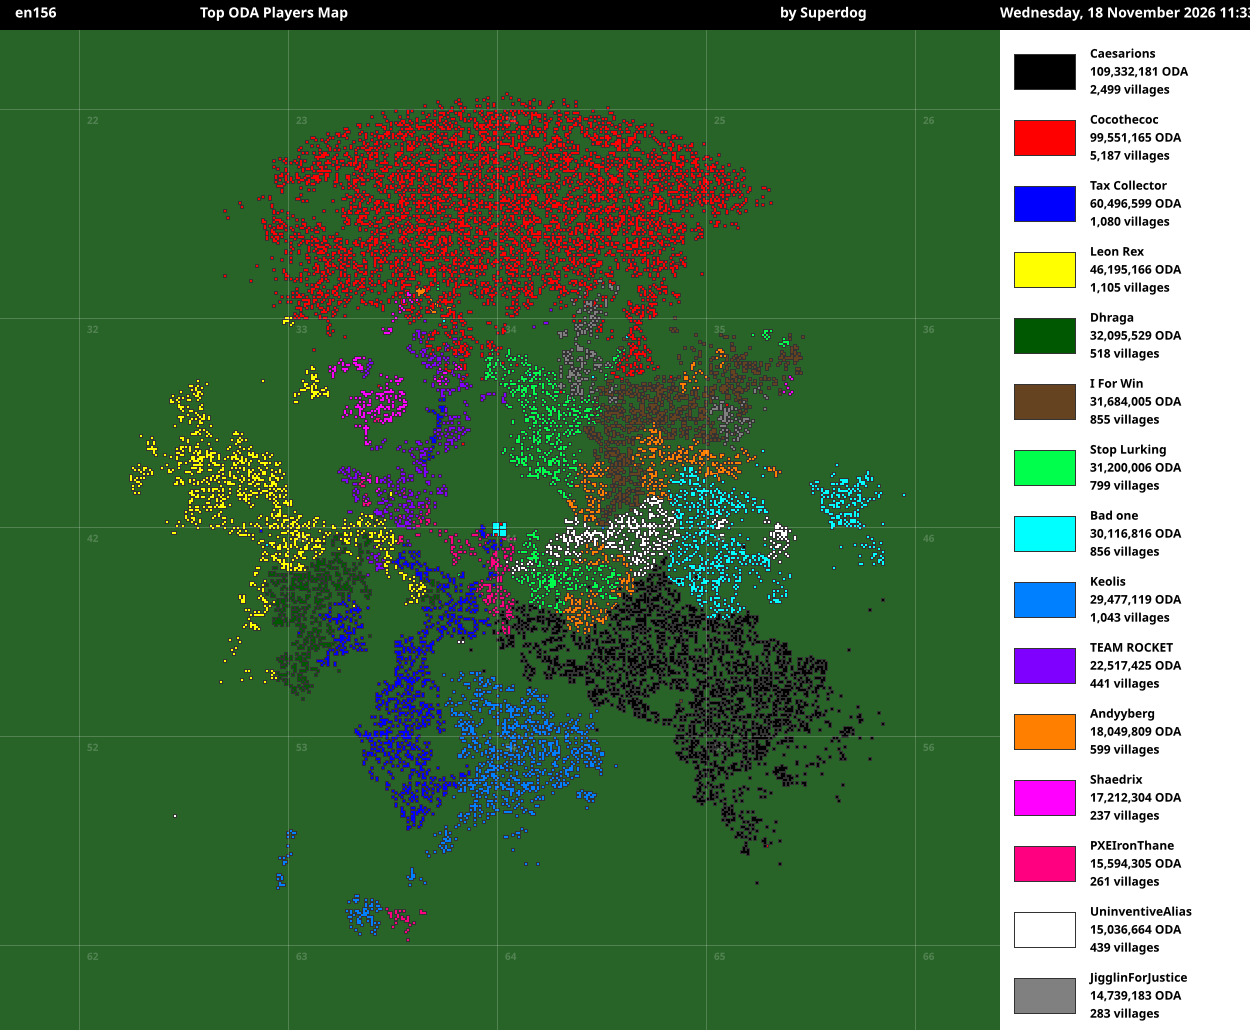 en156 Top ODA Players Map by Superdog Wednesday, 18 November 2026 11:33
22 23 24 25 26
32 33 34 35 36
42 43 45 46
52 53 54 55 56
62 63 64 65 66
Caesarions
109,332,181 ODA
2,499 villages
Cocothecoc
99,551,165 ODA
5,187 villages
Tax Collector
60,496,599 ODA
1,080 villages
Leon Rex
46,195,166 ODA
1,105 villages
Dhraga
32,095,529 ODA
518 villages
I For Win
31,684,005 ODA
855 villages
Stop Lurking
31,200,006 ODA
799 villages
Bad one
30,116,816 ODA
856 villages
Keolis
29,477,119 ODA
1,043 villages
TEAM ROCKET
22,517,425 ODA
441 villages
Andyyberg
18,049,809 ODA
599 villages
Shaedrix
17,212,304 ODA
237 villages
PXEIronThane
15,594,305 ODA
261 villages
UninventiveAlias
15,036,664 ODA
439 villages
JigglinForJustice
14,739,183 ODA
283 villages